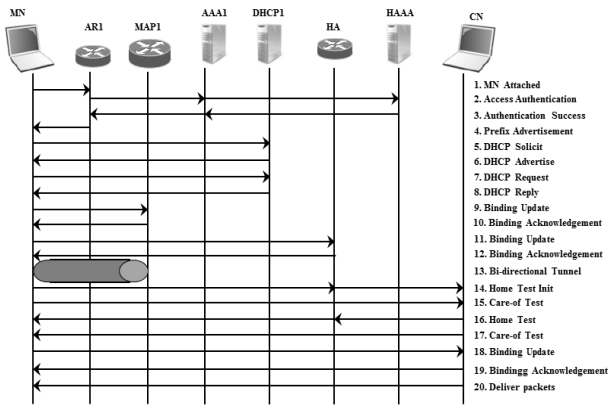 MN
AR1
MAP1
AAA1
DHCP1
HA
HAAA
CN
1. MN Attached
2. Access Authentication
3. Authentication Success
4. Prefix Advertisement
5. DHCP Solicit
6. DHCP Advertise
7. DHCP Request
8. DHCP Reply
9. Binding Update
10. Binding Acknowledgement
11. Binding Update
12. Binding Acknowledgement
13. Bi-directional Tunnel
14. Home Test Init
15. Care-of Test
16. Home Test
17. Care-of Test
18. Binding Update
19. Bindingg Acknowledgement
20. Deliver packets